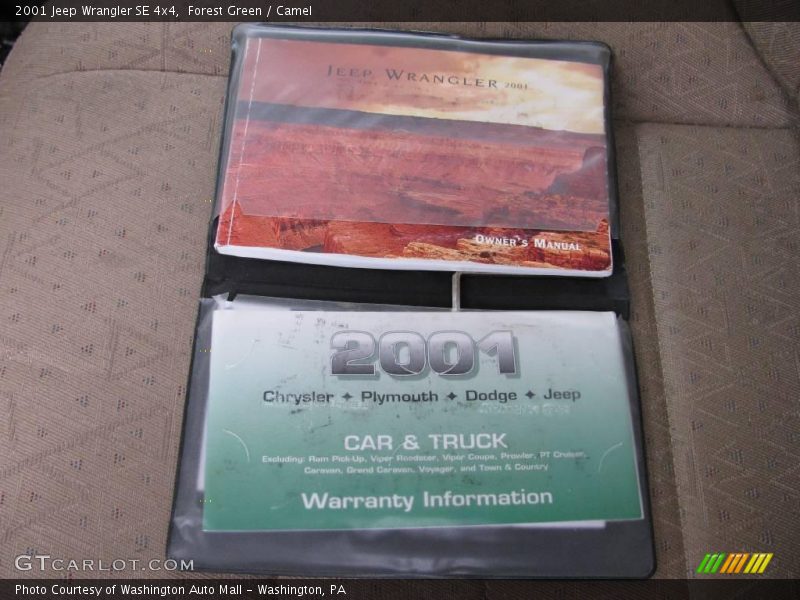 2001 Jeep Wrangler SE 4x4,  Forest Green / Camel
JEEP WRANGLER 2001
OWNER'S MANUAL
2001
Chrysler ✦ Plymouth ✦ Dodge ✦ Jeep
CAR & TRUCK
Excluding: Ram Pick-Up, Viper Roadster, Viper Coupe, Prowler, PT Cruiser,
Caravan, Grand Caravan, Voyager, and Town & Country
Warranty Information
GTCARLOT.COM
Photo Courtesy of Washington Auto Mall - Washington, PA